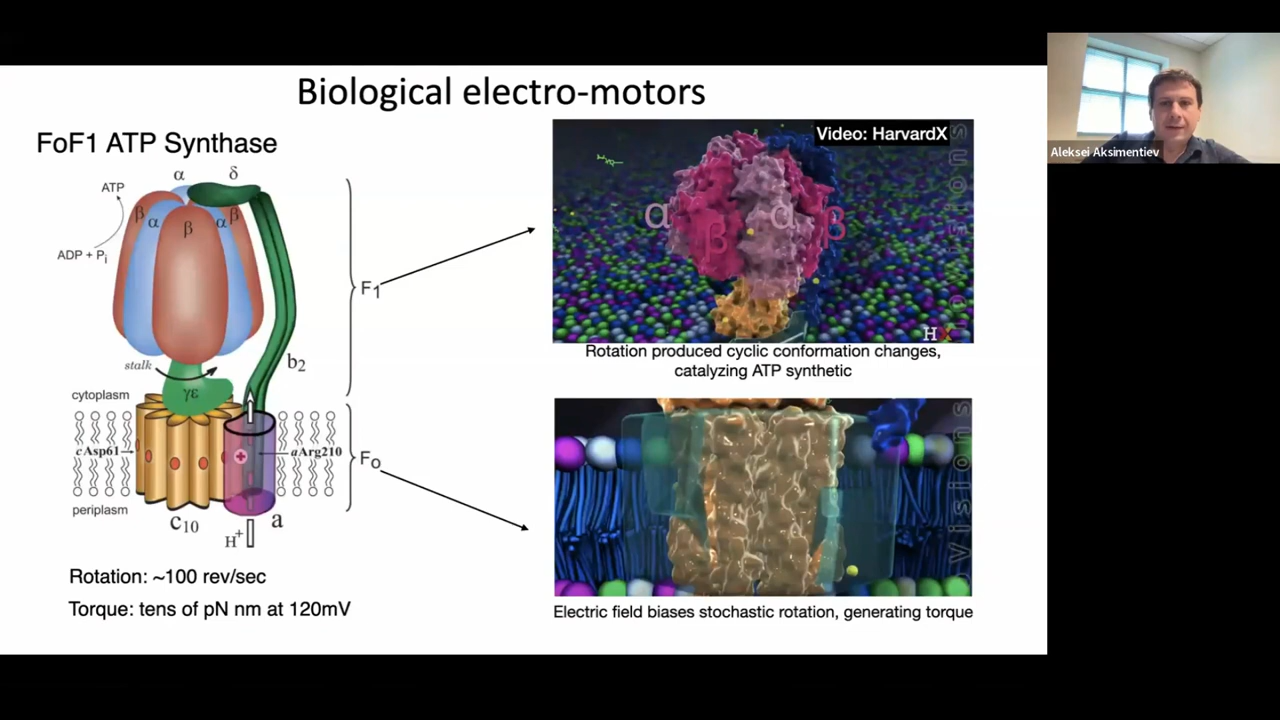 Biological electro-motors
FoF1 ATP Synthase
α
δ
ATP
β
α
β
α
β
ADP + Pi
F1
stalk
b2
γε
cytoplasm
cAsp61
aArg210
Fo
periplasm
c10
a
H+
Rotation: ~100 rev/sec
Torque: tens of pN nm at 120mV
Video: HarvardX
α
β
α
β
HX
Rotation produced cyclic conformation changes,
catalyzing ATP synthetic
Electric field biases stochastic rotation, generating torque
Aleksei Aksimentiev